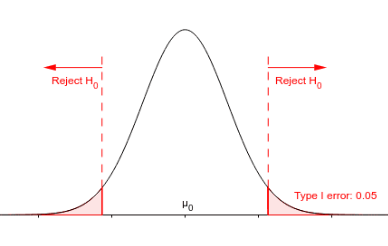 Reject H₀ Reject H₀
Type I error: 0.05
μ₀